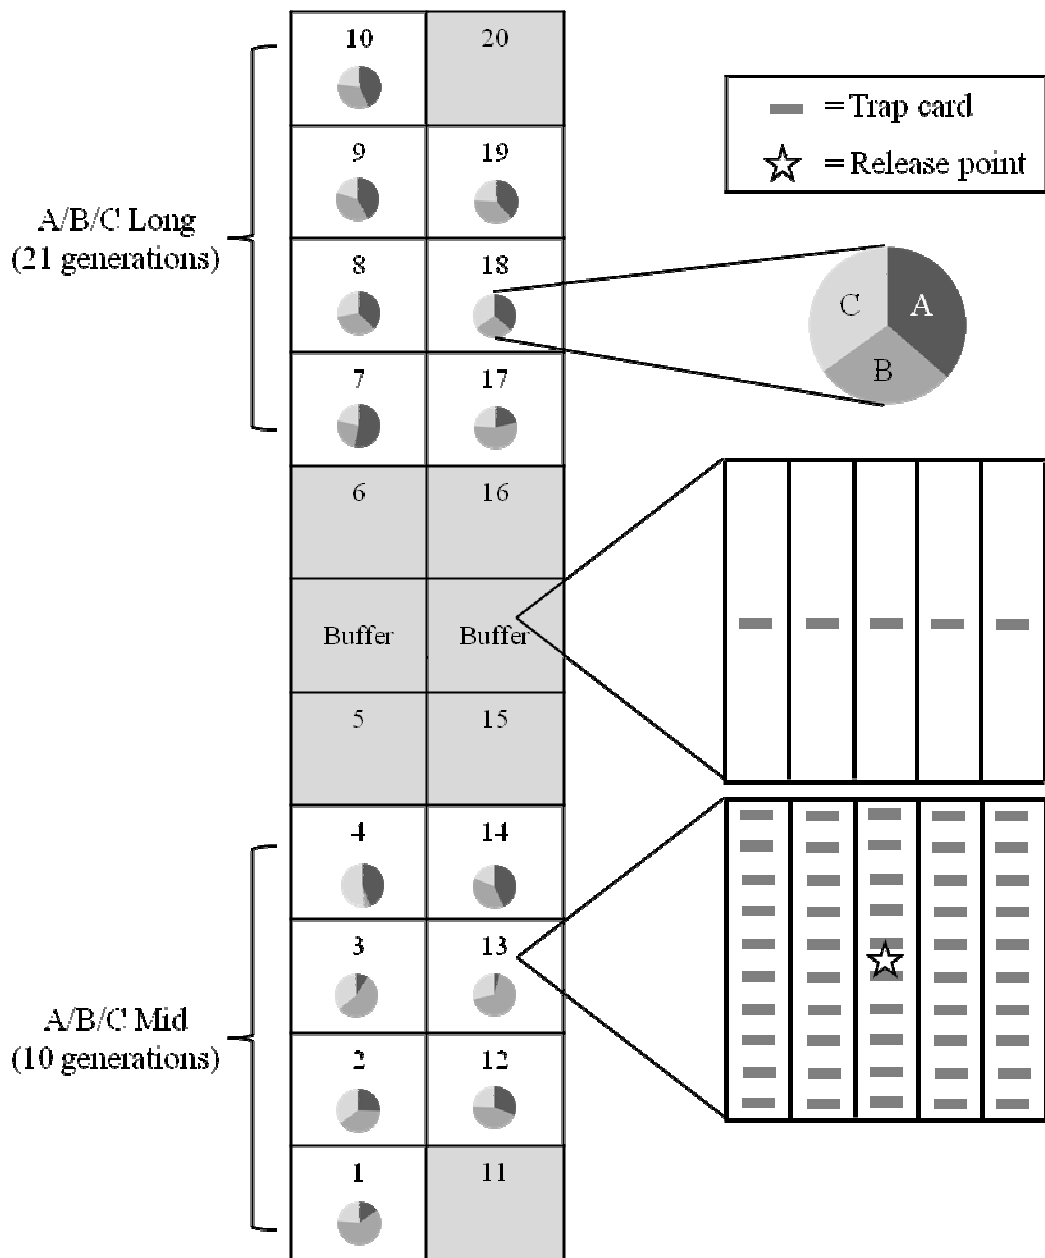 10 20
= Trap card
= Release point
9 19
A/B/C Long
(21 generations)
8 18
C A
B
7 17
6 16
Buffer Buffer
5 15
4 14
3 13
A/B/C Mid
(10 generations)
2 12
1 11